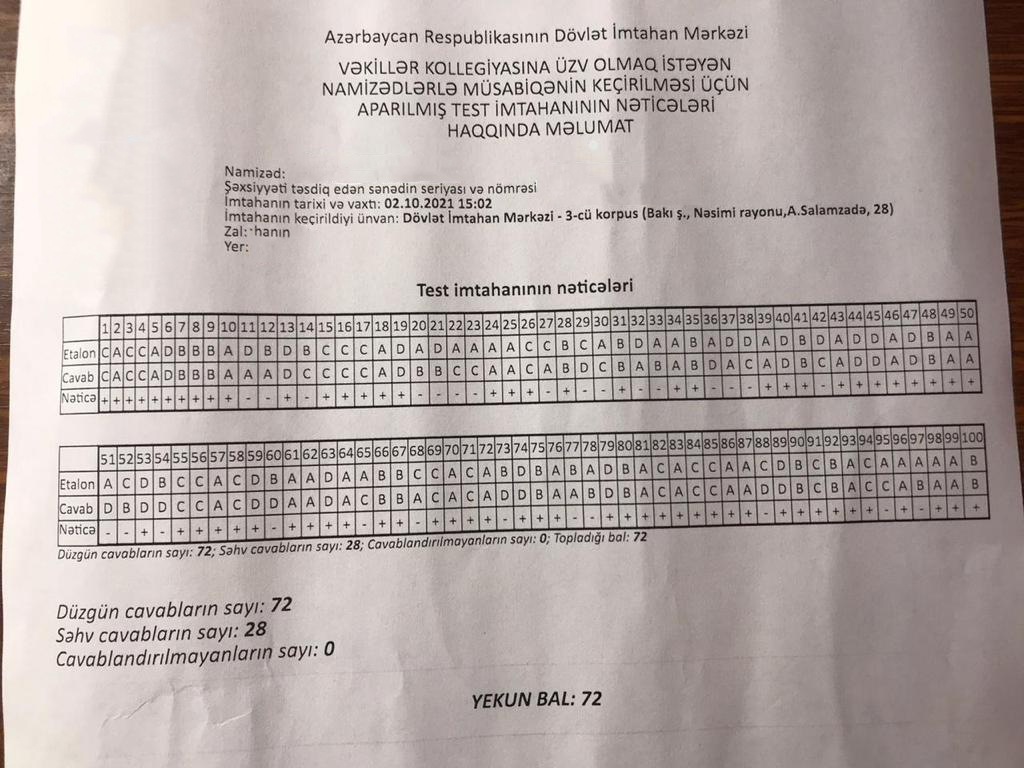 Azərbaycan Respublikasının Dövlət İmtahan Mərkəzi
VƏKİLLƏR KOLLEGİYASINA ÜZV OLMAQ İSTƏYƏN
NAMİZƏDLƏRLƏ MÜSABİQƏNİN KEÇİRİLMƏSİ ÜÇÜN
APARILMIŞ TEST İMTAHANININ NƏTİCƏLƏRİ
HAQQINDA MƏLUMAT
Namizəd:
Şəxsiyyəti təsdiq edən sənədin seriyası və nömrəsi
İmtahanın tarixi və vaxtı: 02.10.2021 15:02
İmtahanın keçirildiyi ünvan: Dövlət İmtahan Mərkəzi - 3-cü korpus (Bakı ş., Nəsimi rayonu,A.Salamzadə, 28)
Zal: hanın
Yer:
Test imtahanının nəticələri
1 2 3 4 5 6 7 8 9 10 11 12 13 14 15 16 17 18 19 20 21 22 23 24 25 26 27 28 29 30 31 32 33 34 35 36 37 38 39 40 41 42 43 44 45 46 47 48 49 50
Etalon C A C C A D B B B A D B D B C C C A D A D A A A A C C B C A B D A A B A D D A D B D A D D A D B A A
Cavab C A C C A D B B B A A A D C C C C A D B B C C A A C A B D C B A B A B D A C A D B C A D D A D B A A
Nəticə + + + + + + + + + + - - + - + + + + + - - - - + + + - + - - + - - + + - - - + + + - + + + + + + + +
51 52 53 54 55 56 57 58 59 60 61 62 63 64 65 66 67 68 69 70 71 72 73 74 75 76 77 78 79 80 81 82 83 84 85 86 87 88 89 90 91 92 93 94 95 96 97 98 99 100
Etalon A C D B C C A C D B A A D A A B B C C A C A B D B A B A D B A C A C C A A C D B C B A C A A A A A B
Cavab D B D D C C A C D D A A D A C B B A C A C A D D B A A B D B A C A C C A A D D B C B A C C A B A A B
Nəticə - - + - + + + + + - + + + + - + + - + + + + - + + + - - + + + + + + + + + - + + + + + + - + - + + +
Düzgün cavabların sayı: 72; Səhv cavabların sayı: 28; Cavablandırılmayanların sayı: 0; Topladığı bal: 72
Düzgün cavabların sayı: 72
Səhv cavabların sayı: 28
Cavablandırılmayanların sayı: 0
YEKUN BAL: 72